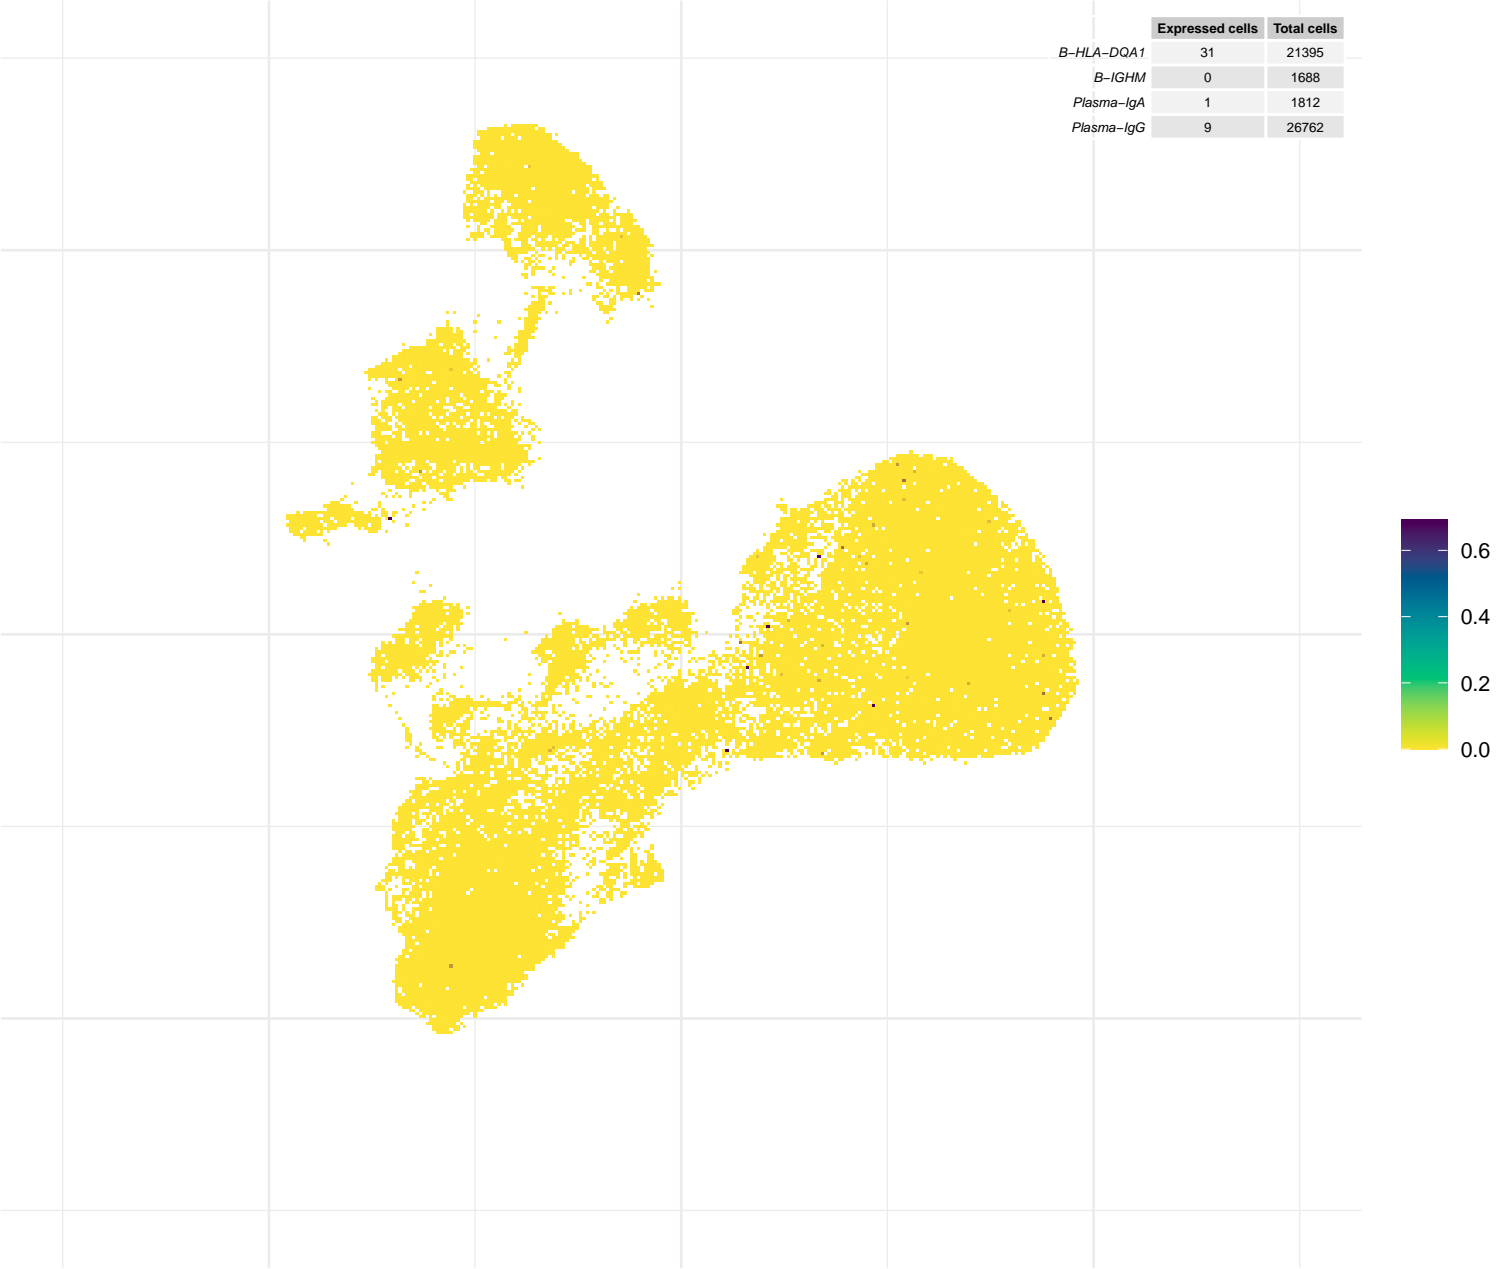 Expressed cells Total cells
B−HLA−DQA1 31 21395
B−IGHM 0 1688
Plasma−IgA 1 1812
Plasma−IgG 9 26762
0.6
0.4
0.2
0.0